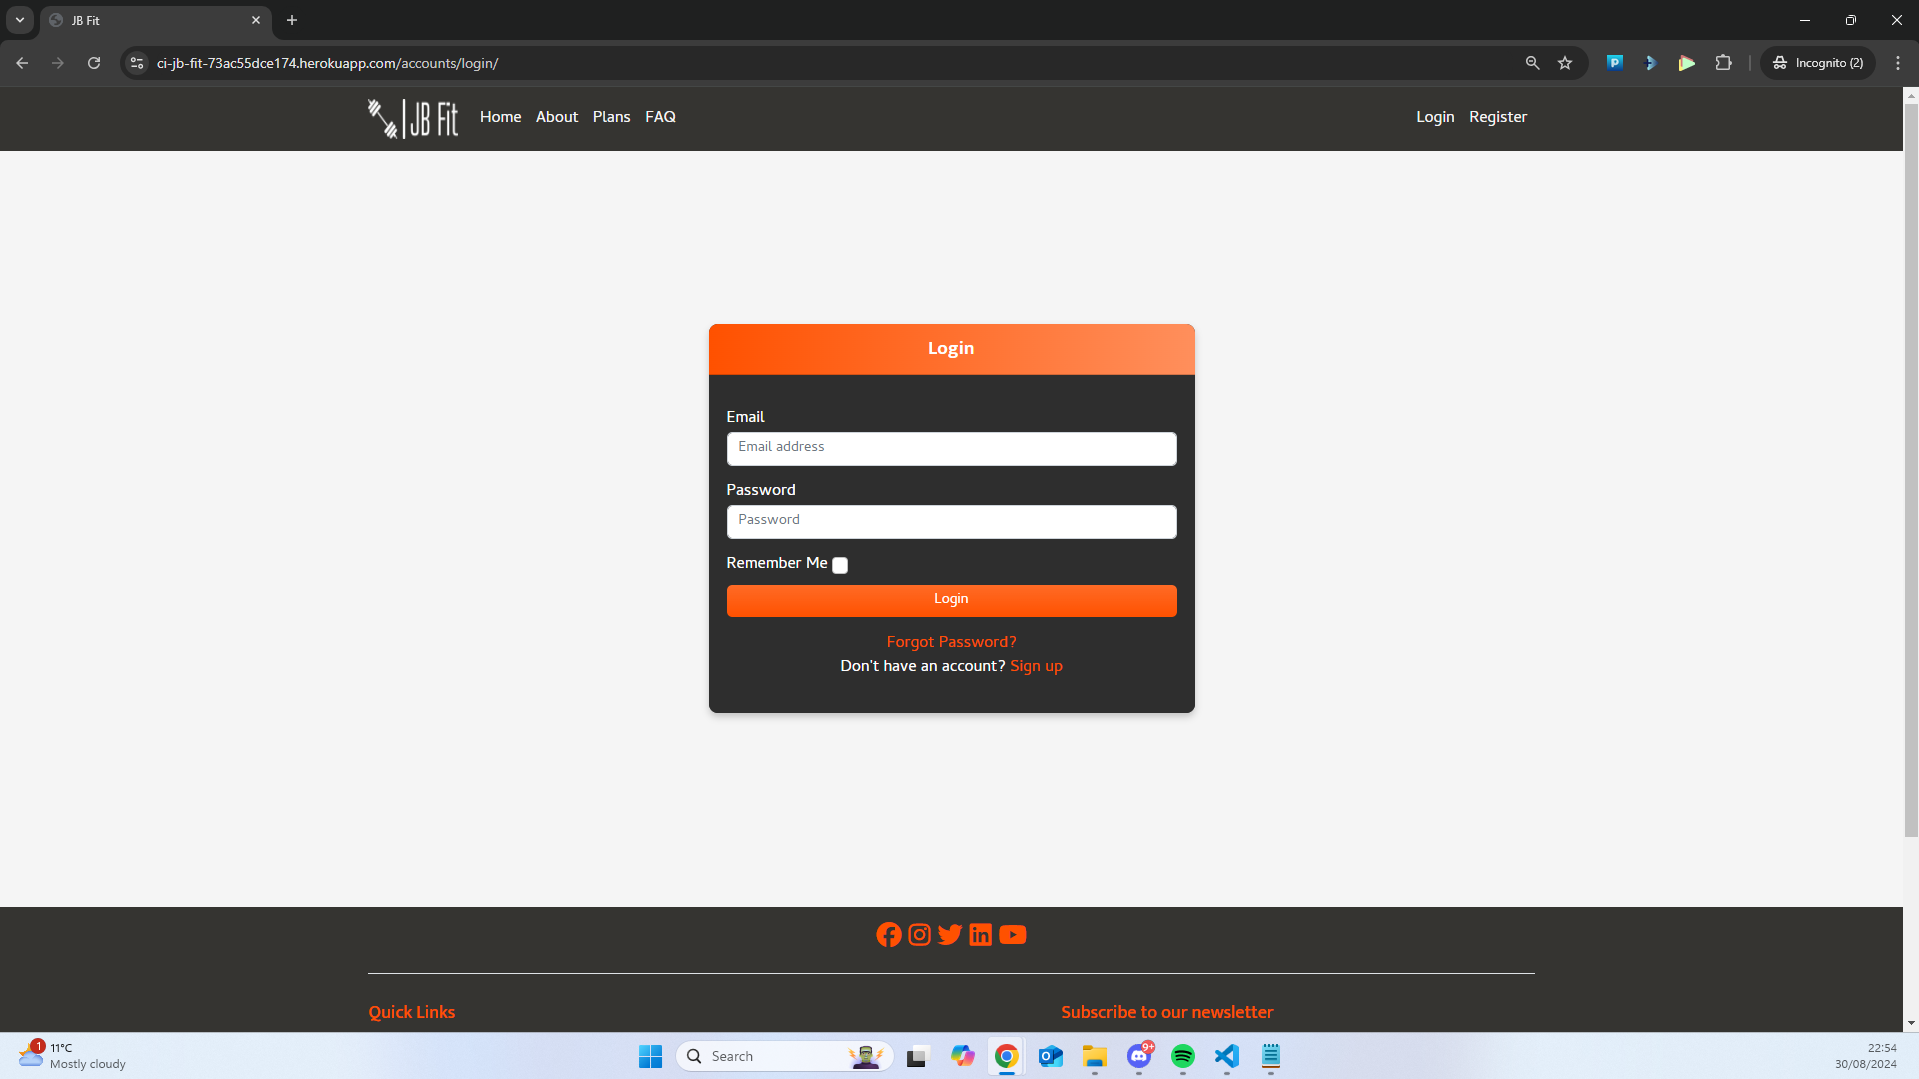 JB Fit
ci-jb-fit-73ac55dce174.herokuapp.com/accounts/login/
Incognito (2)
JB Fit
Home About Plans FAQ
Login Register
Login
Email
Email address
Password
Password
Remember Me
Login
Forgot Password?
Don't have an account? Sign up
Quick Links
Subscribe to our newsletter
1
11°C
Mostly cloudy
Search
9+
22:54
30/08/2024